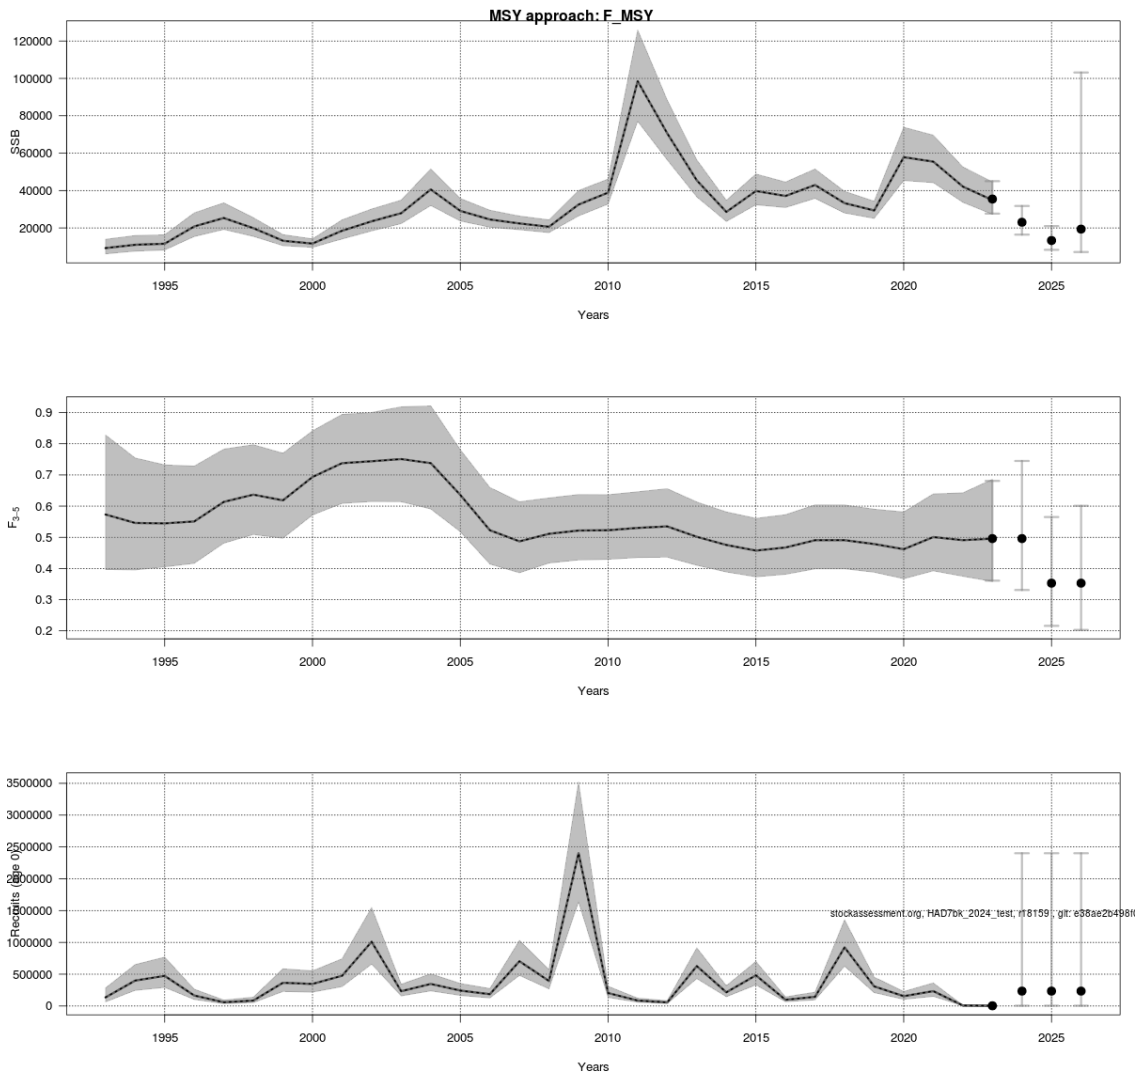 MSY approach: F_MSY
SSB
120000
100000
80000
60000
40000
20000
1995 2000 2005 2010 2015 2020 2025
Years
F3–5
0.9
0.8
0.7
0.6
0.5
0.4
0.3
0.2
1995 2000 2005 2010 2015 2020 2025
Years
Recruits (age 0)
3500000
3000000
2500000
2000000
1500000
1000000
500000
0
stockassessment.org, HAD7bk_2024_test, r18159 , git: e38ae2b498f
1995 2000 2005 2010 2015 2020 2025
Years